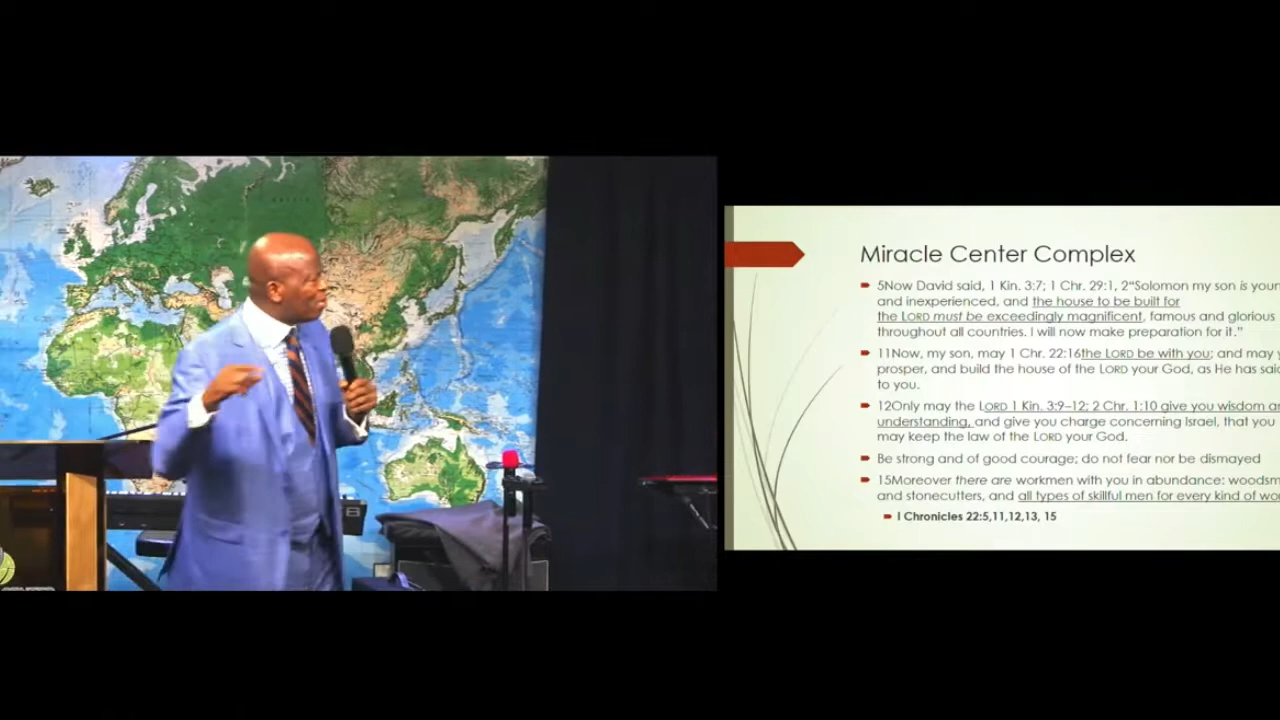 Miracle Center Complex
5Now David said, 1 Kin. 3:7; 1 Chr. 29:1, 2“Solomon my son is youn
and inexperienced, and the house to be built for
the LORD must be exceedingly magnificent, famous and glorious
throughout all countries. I will now make preparation for it.”
11Now, my son, may 1 Chr. 22:16the LORD be with you; and may y
prosper, and build the house of the LORD your God, as He has said
to you.
12Only may the LORD 1 Kin. 3:9–12; 2 Chr. 1:10 give you wisdom an
understanding, and give you charge concerning Israel, that you
may keep the law of the LORD your God.
Be strong and of good courage; do not fear nor be dismayed
15Moreover there are workmen with you in abundance: woodsm
and stonecutters, and all types of skillful men for every kind of wo
I Chronicles 22:5,11,12,13, 15